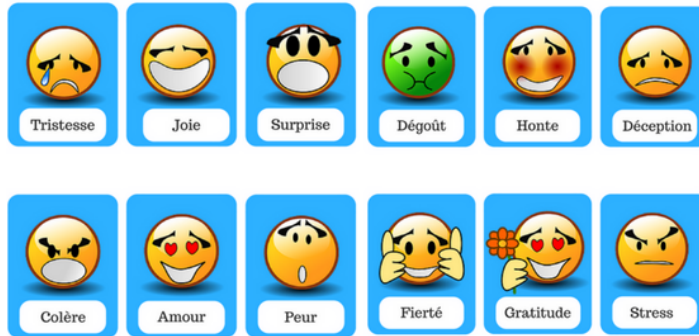 Tristesse
Joie
Surprise
Dégoût
Honte
Déception
Colère
Amour
Peur
Fierté
Gratitude
Stress